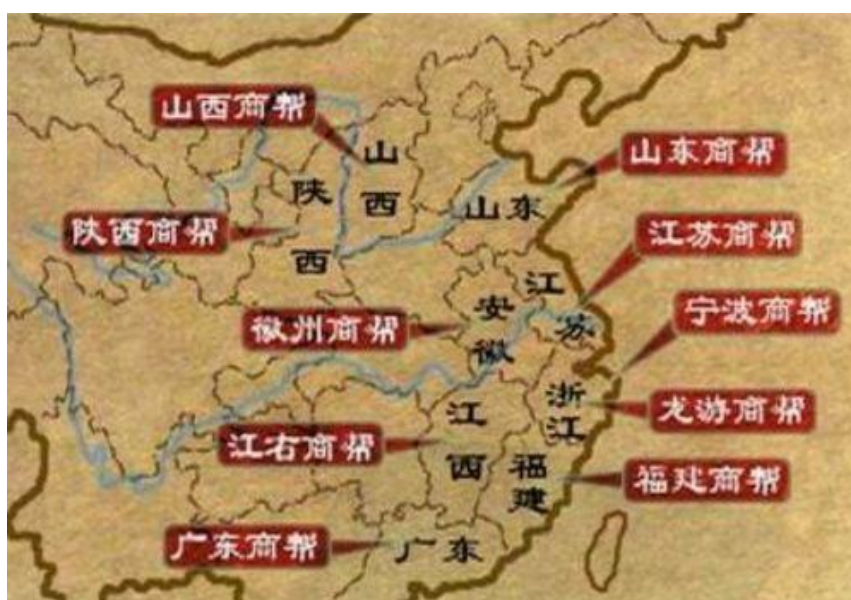 山西商帮
山西
山东商帮
陕西
山东
陕西商帮
江苏商帮
江苏
宁波商帮
安徽
徽州商帮
浙江
龙游商帮
江西
江右商帮
福建
福建商帮
广东商帮
广东